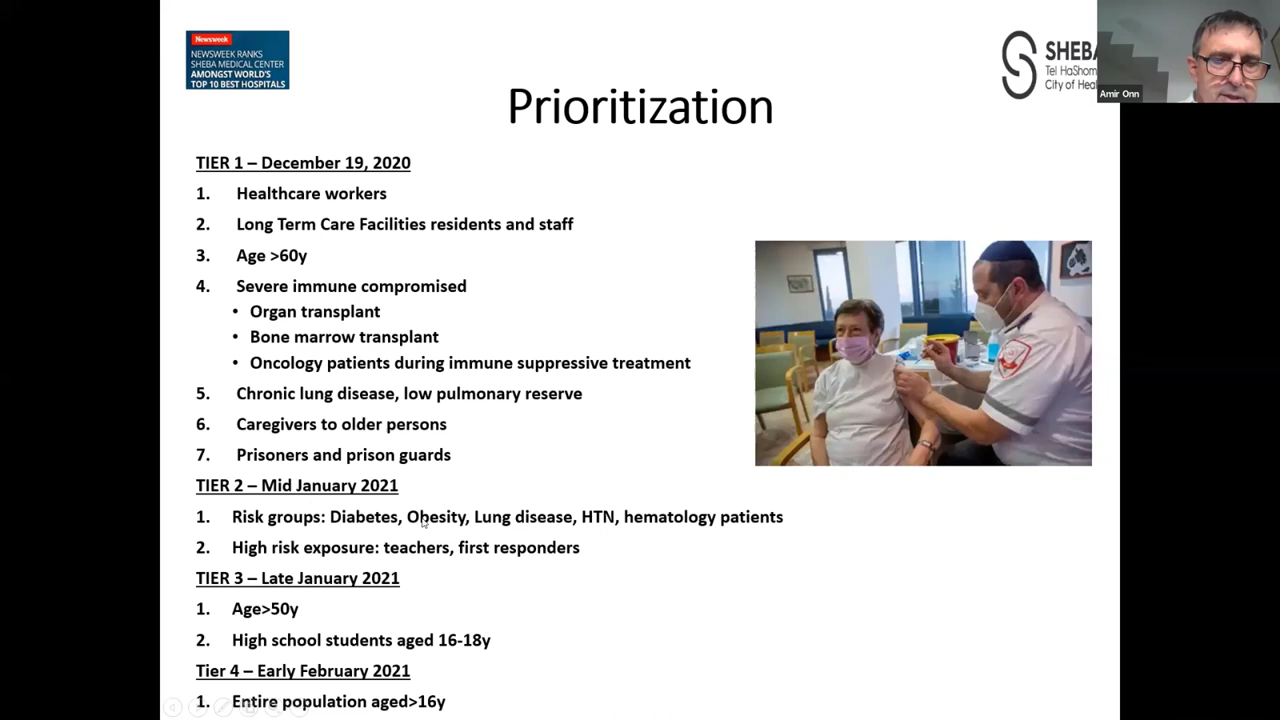 Newsweek
NEWSWEEK RANKS
SHEBA MEDICAL CENTER
AMONGST WORLD'S
TOP 10 BEST HOSPITALS
SHEBA
Tel HaShom
City of Hea
Amir Onn
Prioritization
TIER 1 – December 19, 2020
1. Healthcare workers
2. Long Term Care Facilities residents and staff
3. Age >60y
4. Severe immune compromised
• Organ transplant
• Bone marrow transplant
• Oncology patients during immune suppressive treatment
5. Chronic lung disease, low pulmonary reserve
6. Caregivers to older persons
7. Prisoners and prison guards
TIER 2 – Mid January 2021
1. Risk groups: Diabetes, Obesity, Lung disease, HTN, hematology patients
2. High risk exposure: teachers, first responders
TIER 3 – Late January 2021
1. Age>50y
2. High school students aged 16-18y
Tier 4 – Early February 2021
1. Entire population aged>16y